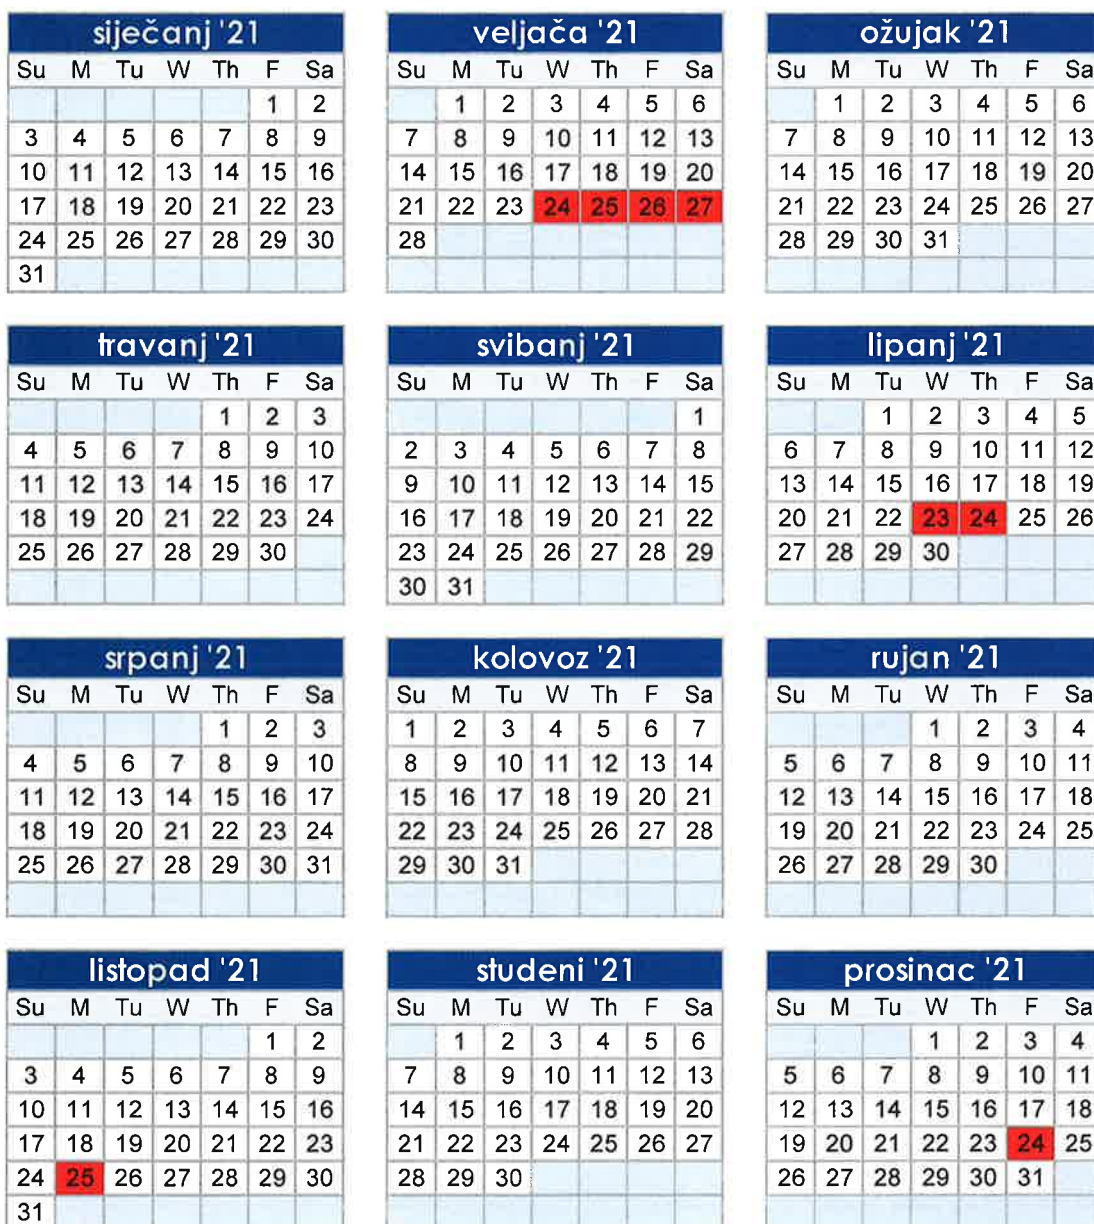 siječanj '21
Su M Tu W Th F Sa
1 2
3 4 5 6 7 8 9
10 11 12 13 14 15 16
17 18 19 20 21 22 23
24 25 26 27 28 29 30
31
veljača '21
Su M Tu W Th F Sa
1 2 3 4 5 6
7 8 9 10 11 12 13
14 15 16 17 18 19 20
21 22 23 24 25 26 27
28
ožujak '21
Su M Tu W Th F Sa
1 2 3 4 5 6
7 8 9 10 11 12 13
14 15 16 17 18 19 20
21 22 23 24 25 26 27
28 29 30 31
travanj '21
Su M Tu W Th F Sa
1 2 3
4 5 6 7 8 9 10
11 12 13 14 15 16 17
18 19 20 21 22 23 24
25 26 27 28 29 30
svibanj '21
Su M Tu W Th F Sa
1
2 3 4 5 6 7 8
9 10 11 12 13 14 15
16 17 18 19 20 21 22
23 24 25 26 27 28 29
30 31
lipanj '21
Su M Tu W Th F Sa
1 2 3 4 5
6 7 8 9 10 11 12
13 14 15 16 17 18 19
20 21 22 23 24 25 26
27 28 29 30
srpanj '21
Su M Tu W Th F Sa
1 2 3
4 5 6 7 8 9 10
11 12 13 14 15 16 17
18 19 20 21 22 23 24
25 26 27 28 29 30 31
kolovoz '21
Su M Tu W Th F Sa
1 2 3 4 5 6 7
8 9 10 11 12 13 14
15 16 17 18 19 20 21
22 23 24 25 26 27 28
29 30 31
rujan '21
Su M Tu W Th F Sa
1 2 3 4
5 6 7 8 9 10 11
12 13 14 15 16 17 18
19 20 21 22 23 24 25
26 27 28 29 30
listopad '21
Su M Tu W Th F Sa
1 2
3 4 5 6 7 8 9
10 11 12 13 14 15 16
17 18 19 20 21 22 23
24 25 26 27 28 29 30
31
studeni '21
Su M Tu W Th F Sa
1 2 3 4 5 6
7 8 9 10 11 12 13
14 15 16 17 18 19 20
21 22 23 24 25 26 27
28 29 30
prosinac '21
Su M Tu W Th F Sa
1 2 3 4
5 6 7 8 9 10 11
12 13 14 15 16 17 18
19 20 21 22 23 24 25
26 27 28 29 30 31